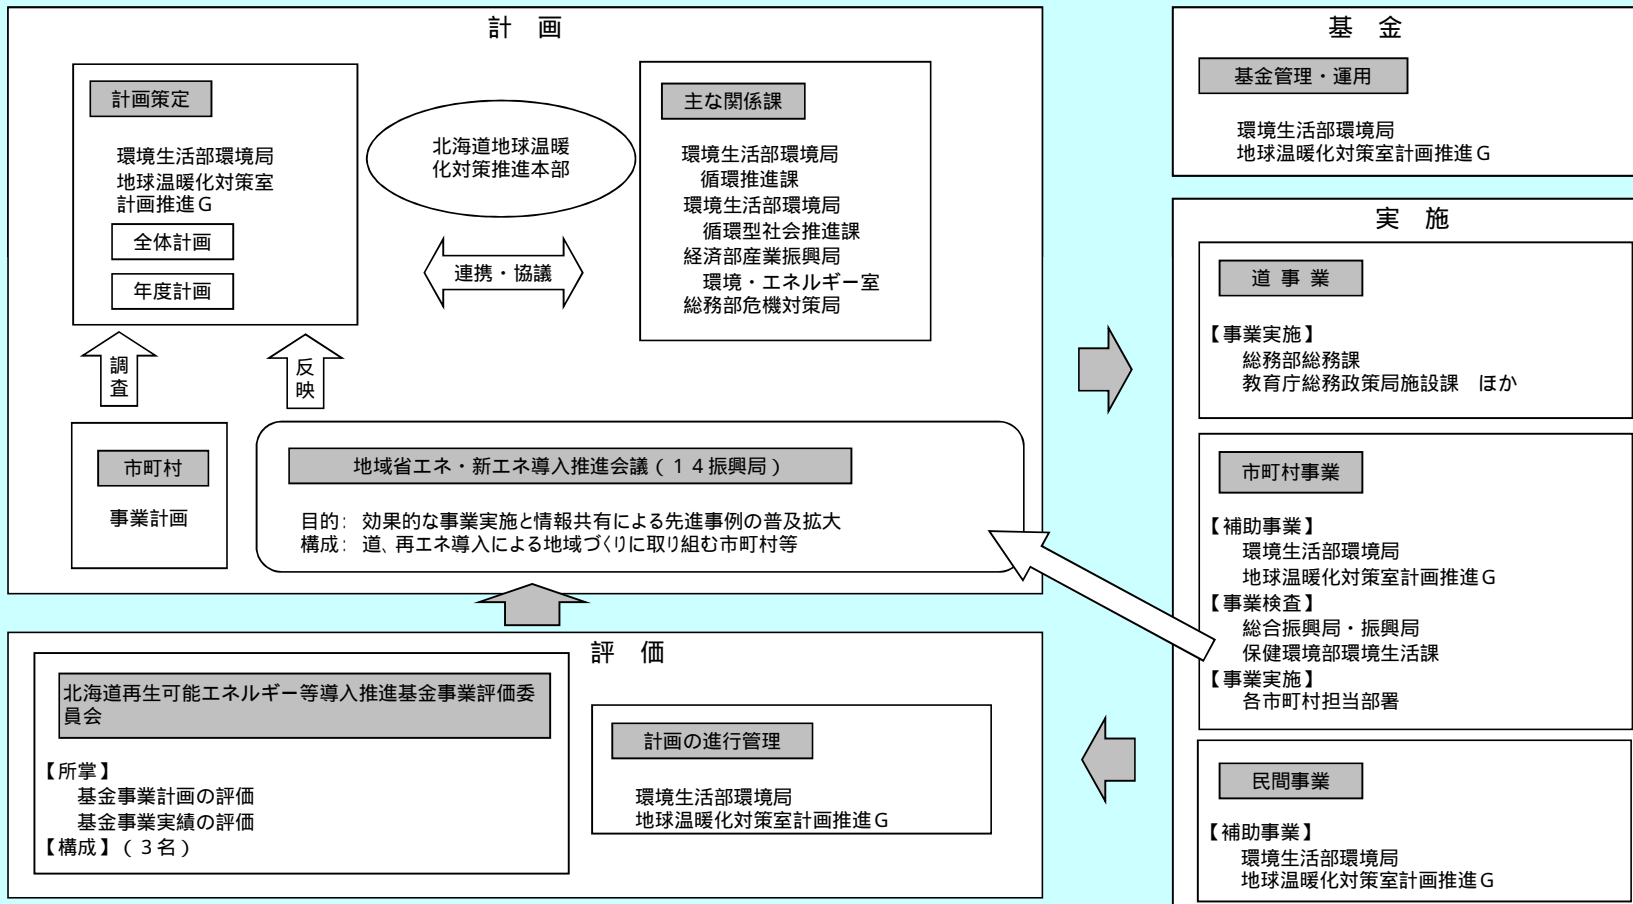 計　画
計画策定
環境生活部環境局
地球温暖化対策室
計画推進G
全体計画
年度計画
北海道地球温暖
化対策推進本部
連携・協議
主な関係課
環境生活部環境局
循環推進課
環境生活部環境局
循環型社会推進課
経済部産業振興局
環境・エネルギー室
総務部危機対策局
調査
反映
市町村
事業計画
地域省エネ・新エネ導入推進会議（１４振興局）
目的： 効果的な事業実施と情報共有による先進事例の普及拡大
構成： 道、再エネ導入による地域づくりに取り組む市町村等
評　価
北海道再生可能エネルギー等導入推進基金事業評価委
員会
【所掌】
基金事業計画の評価
基金事業実績の評価
【構成】（３名）
計画の進行管理
環境生活部環境局
地球温暖化対策室計画推進G
基　金
基金管理・運用
環境生活部環境局
地球温暖化対策室計画推進G
実　施
道 事 業
【事業実施】
総務部総務課
教育庁総務政策局施設課　ほか
市町村事業
【補助事業】
環境生活部環境局
地球温暖化対策室計画推進G
【事業検査】
総合振興局・振興局
保健環境部環境生活課
【事業実施】
各市町村担当部署
民間事業
【補助事業】
環境生活部環境局
地球温暖化対策室計画推進G